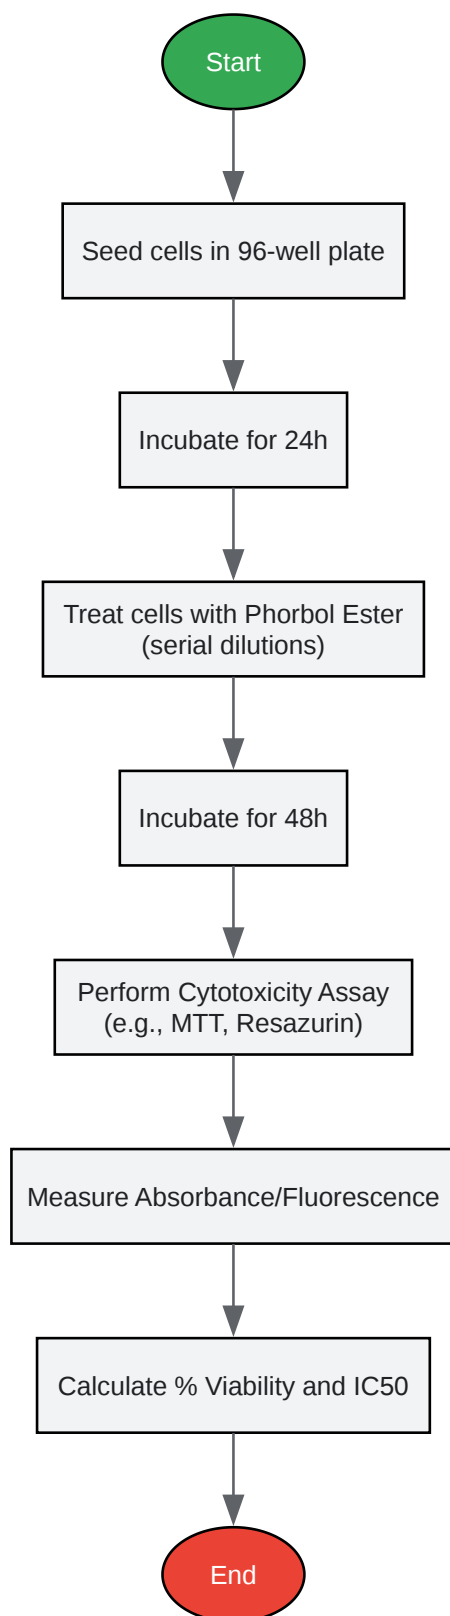 Start
Seed cells in 96-well plate
Incubate for 24h
Treat cells with Phorbol Ester
(serial dilutions)
Incubate for 48h
Perform Cytotoxicity Assay
(e.g., MTT, Resazurin)
Measure Absorbance/Fluorescence
Calculate % Viability and IC50
End